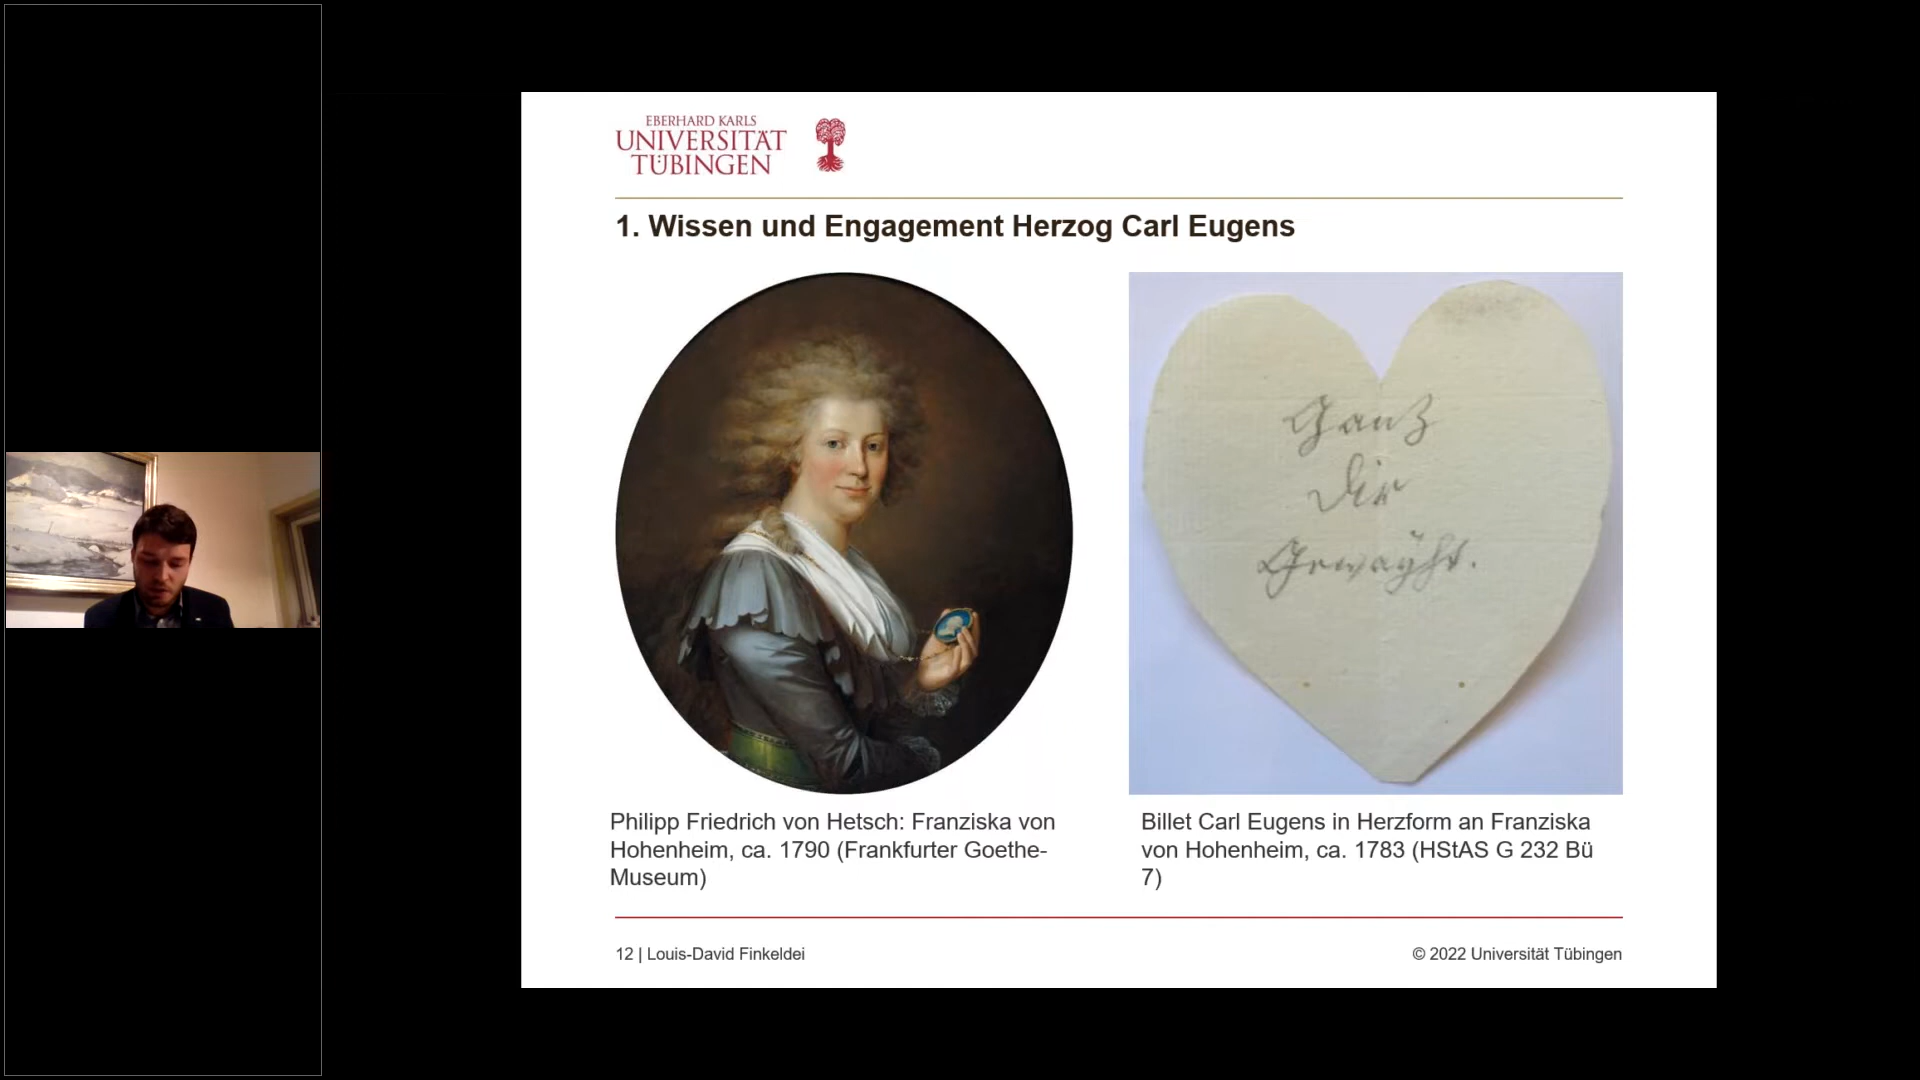 EBERHARD KARLS
UNIVERSITÄT
TÜBINGEN
1. Wissen und Engagement Herzog Carl Eugens
Ganz
Dir
Gewayht.
Philipp Friedrich von Hetsch: Franziska von
Hohenheim, ca. 1790 (Frankfurter Goethe-
Museum)
Billet Carl Eugens in Herzform an Franziska
von Hohenheim, ca. 1783 (HStAS G 232 Bü
7)
12 | Louis-David Finkeldei
© 2022 Universität Tübingen